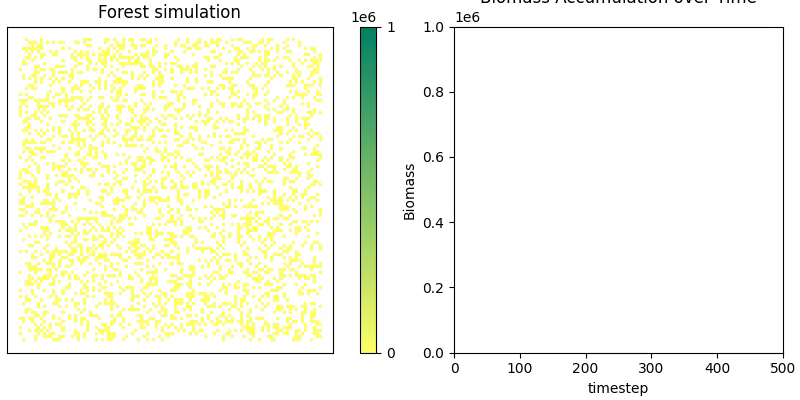 Forest simulation
1e6
1
0
Biomass Accumulation over Time
1e6
1.0
0.8
0.6
0.4
0.2
0.0
Biomass
0 100 200 300 400 500
timestep